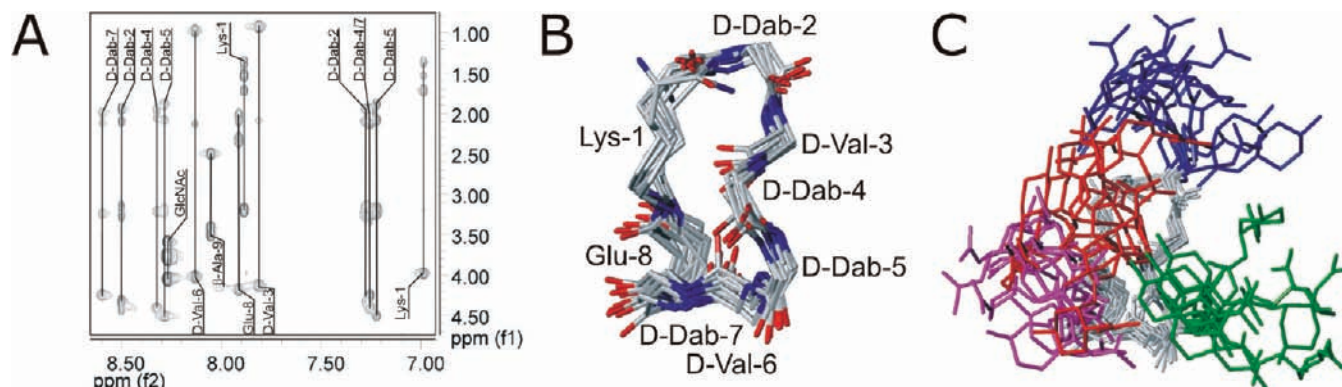 A
D-Dab-7
D-Dab-2
D-Dab-4
D-Dab-5
Lys-1
D-Dab-2
D-Dab-4/7
D-Dab-5
GlcNAc
D-Val-6
β-Ala-9
Glu-8
D-Val-3
Lys-1
1.00
1.50
2.00
2.50
3.00
3.50
4.00
4.50
ppm (f1)
8.50
8.00
7.50
7.00
ppm (f2)
B
D-Dab-2
Lys-1
D-Val-3
D-Dab-4
Glu-8
D-Dab-5
D-Dab-7
D-Val-6
C